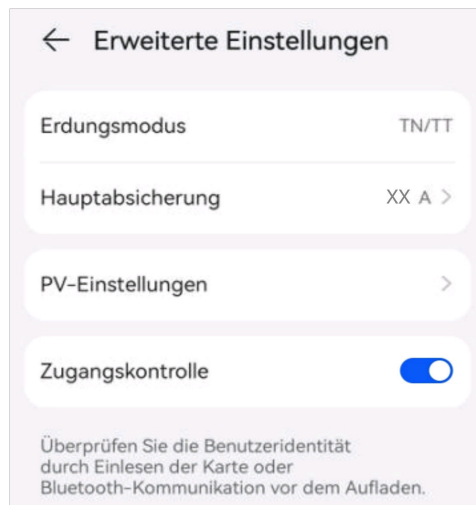 ← Erweiterte Einstellungen
Erdungsmodus TN/TT
Hauptabsicherung XX A >
PV-Einstellungen >
Zugangskontrolle
Überprüfen Sie die Benutzeridentität
durch Einlesen der Karte oder
Bluetooth-Kommunikation vor dem Aufladen.